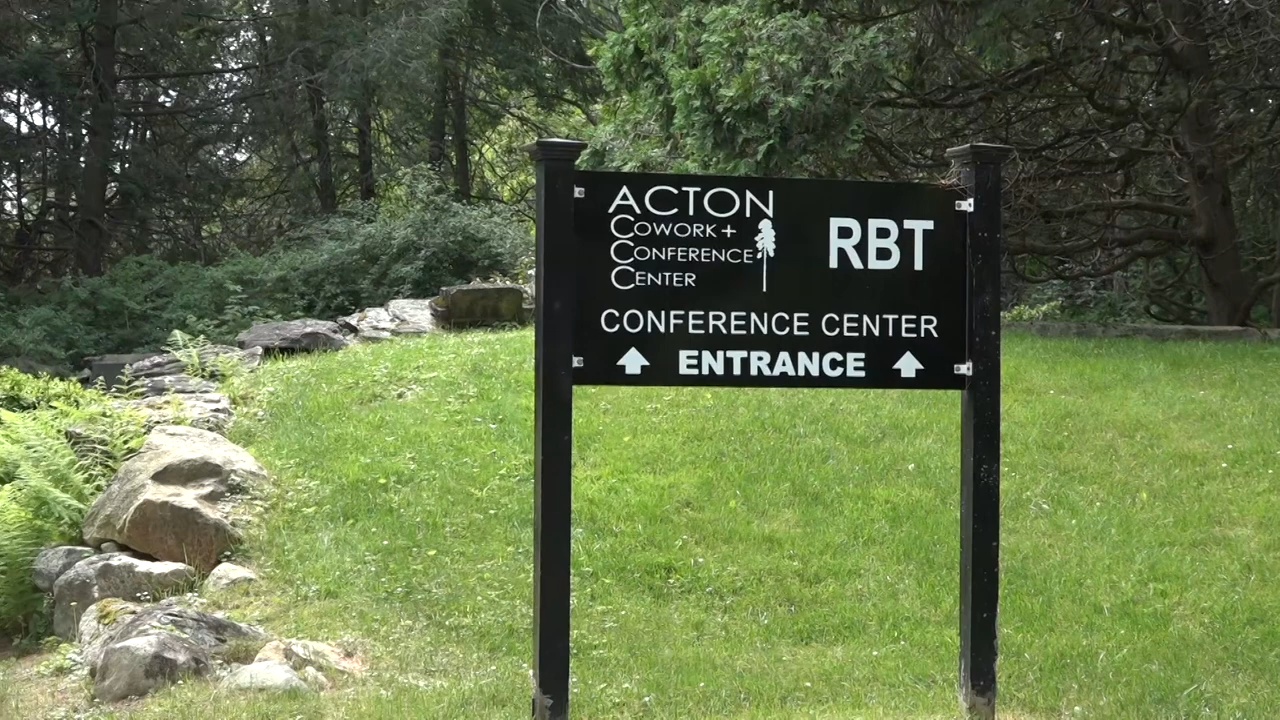 ACTON
COWORK+
CONFERENCE
CENTER
RBT
CONFERENCE CENTER
ENTRANCE